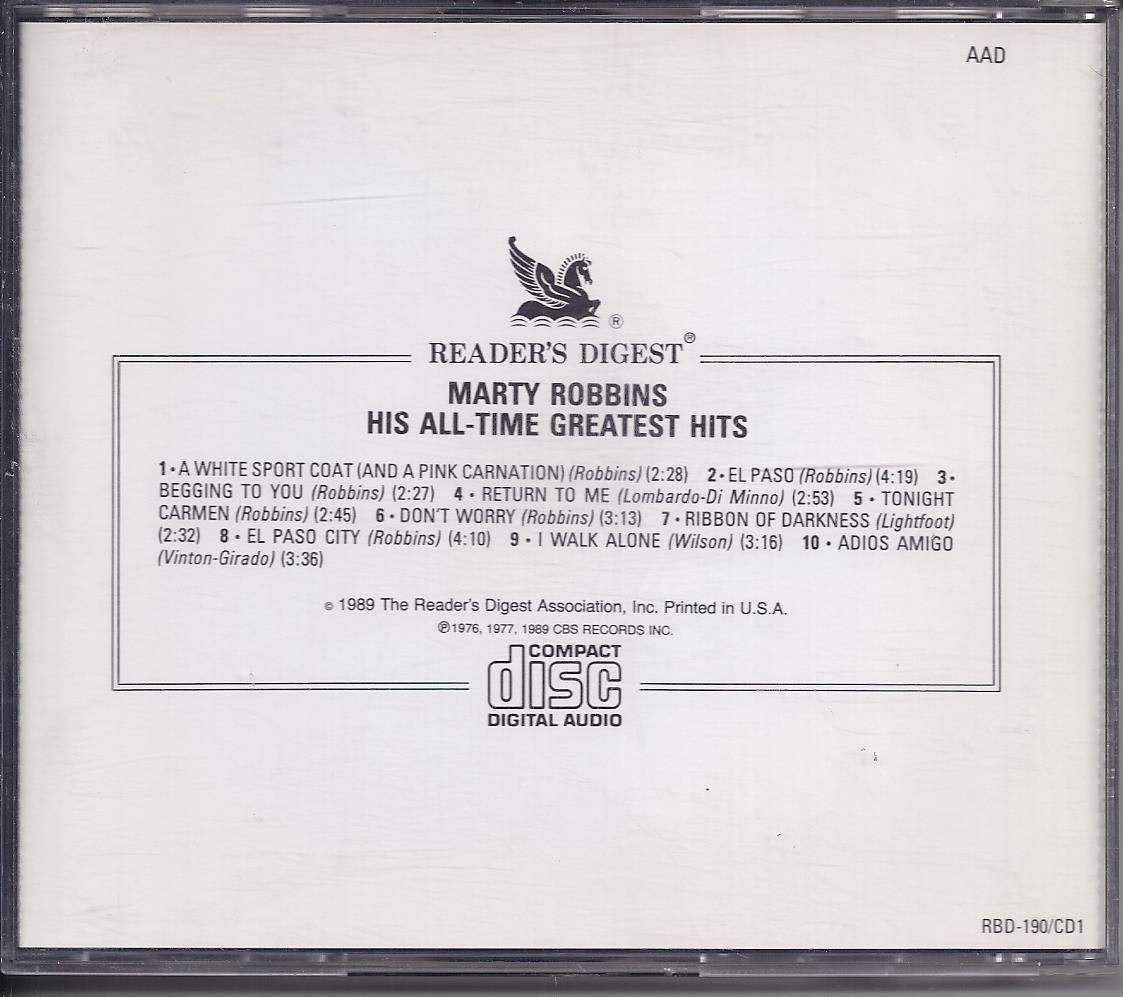 AAD
®
READER'S DIGEST®
MARTY ROBBINS
HIS ALL-TIME GREATEST HITS
1 • A WHITE SPORT COAT (AND A PINK CARNATION) (Robbins) (2:28) 2 • EL PASO (Robbins) (4:19) 3 •
BEGGING TO YOU (Robbins) (2:27) 4 • RETURN TO ME (Lombardo-Di Minno) (2:53) 5 • TONIGHT
CARMEN (Robbins) (2:45) 6 • DON'T WORRY (Robbins) (3:13) 7 • RIBBON OF DARKNESS (Lightfoot)
(2:32) 8 • EL PASO CITY (Robbins) (4:10) 9 • I WALK ALONE (Wilson) (3:16) 10 • ADIOS AMIGO
(Vinton-Girado) (3:36)
© 1989 The Reader's Digest Association, Inc. Printed in U.S.A.
℗1976, 1977, 1989 CBS RECORDS INC.
COMPACT
disc
DIGITAL AUDIO
RBD-190/CD1